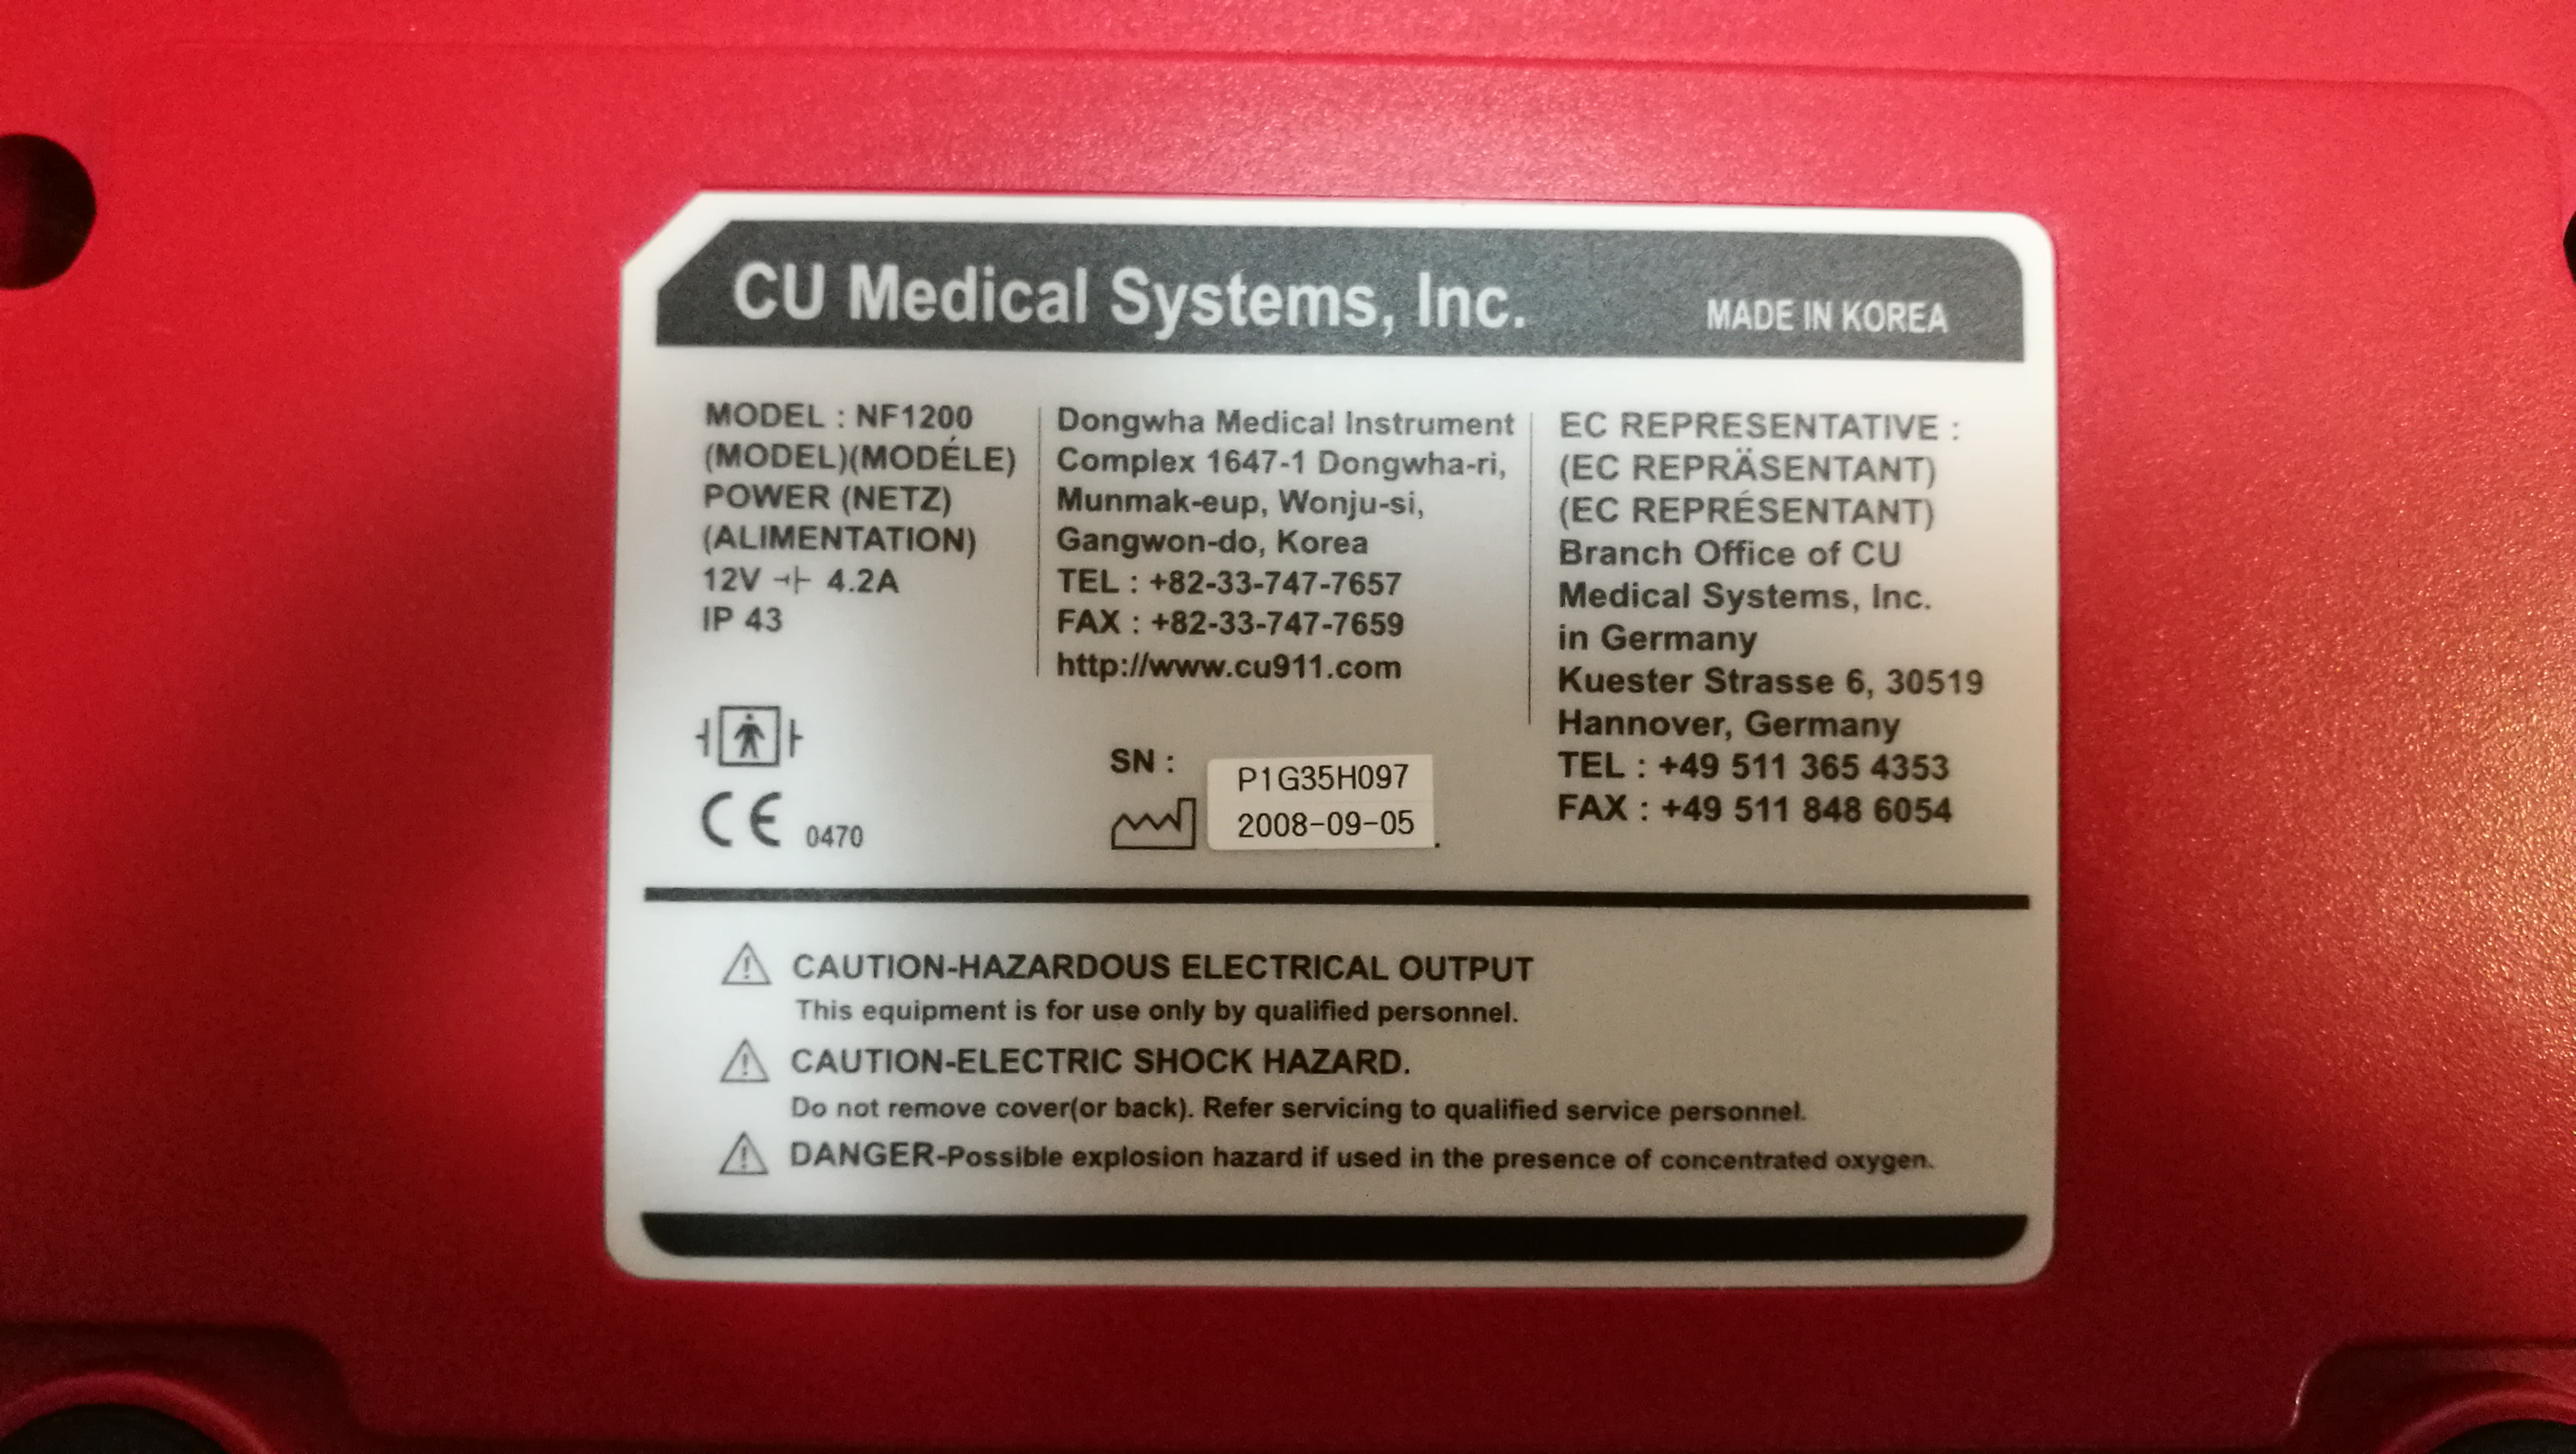 CU Medical Systems, Inc.
MADE IN KOREA
MODEL : NF1200
(MODEL)(MODÉLE)
POWER (NETZ)
(ALIMENTATION)
12V 4.2A
IP 43
CE 0470
Dongwha Medical Instrument
Complex 1647-1 Dongwha-ri,
Munmak-eup, Wonju-si,
Gangwon-do, Korea
TEL : +82-33-747-7657
FAX : +82-33-747-7659
http://www.cu911.com
SN : P1G35H097
2008-09-05
EC REPRESENTATIVE :
(EC REPRÄSENTANT)
(EC REPRÉSENTANT)
Branch Office of CU
Medical Systems, Inc.
in Germany
Kuester Strasse 6, 30519
Hannover, Germany
TEL : +49 511 365 4353
FAX : +49 511 848 6054
CAUTION-HAZARDOUS ELECTRICAL OUTPUT
This equipment is for use only by qualified personnel.
CAUTION-ELECTRIC SHOCK HAZARD.
Do not remove cover(or back). Refer servicing to qualified service personnel.
DANGER-Possible explosion hazard if used in the presence of concentrated oxygen.